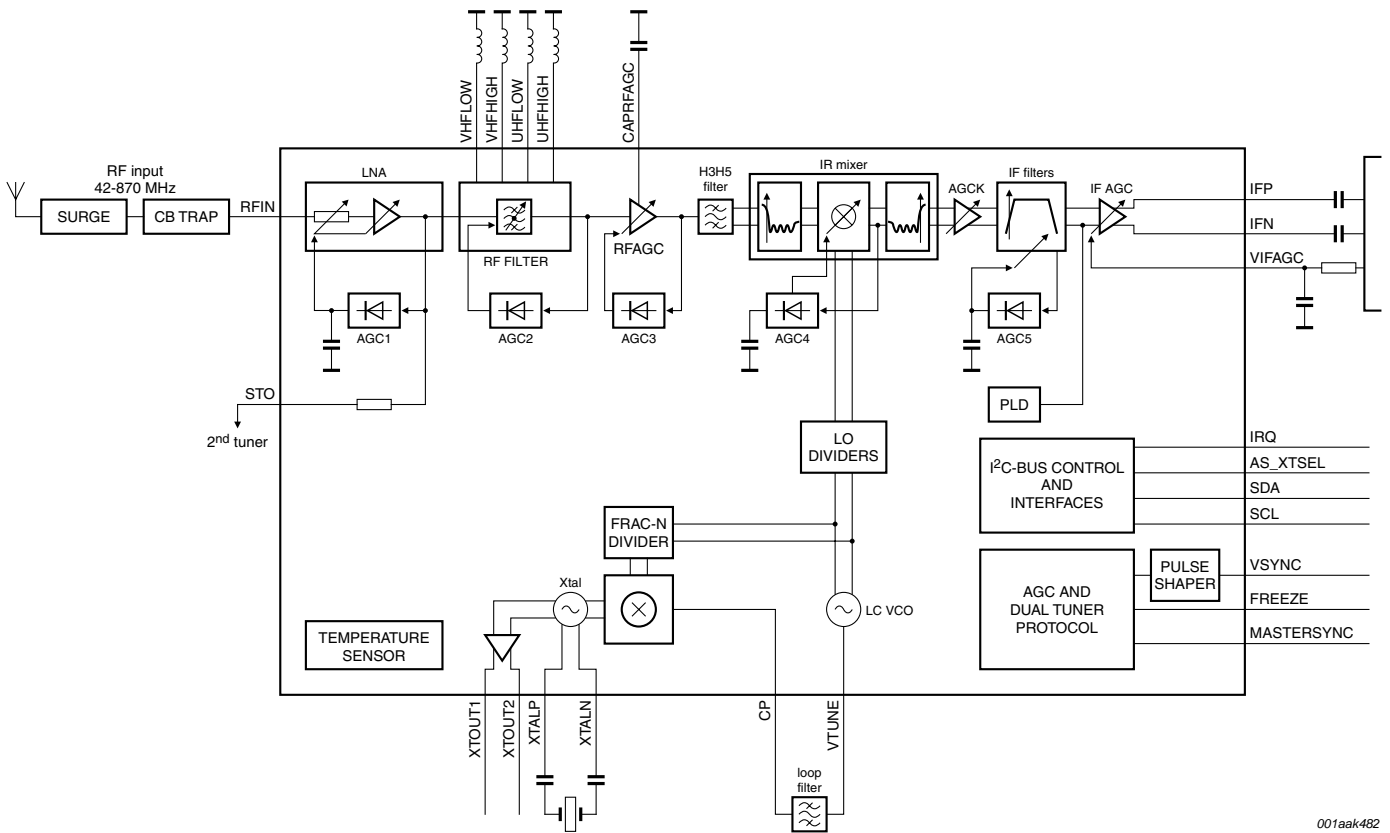 VHFLOW
VHFHIGH
UHFLOW
UHFHIGH
CAPRFAGC
RF input
42-870 MHz
SURGE
CB TRAP
RFIN
LNA
RF FILTER
RFAGC
H3H5
filter
IR mixer
AGCK
IF filters
IF AGC
IFP
IFN
VIFAGC
AGC1
AGC2
AGC3
AGC4
AGC5
STO
2nd tuner
PLD
LO
DIVIDERS
I2C-BUS CONTROL
AND
INTERFACES
IRQ
AS_XTSEL
SDA
SCL
FRAC-N
DIVIDER
Xtal
LC VCO
AGC AND
DUAL TUNER
PROTOCOL
PULSE
SHAPER
VSYNC
FREEZE
MASTERSYNC
TEMPERATURE
SENSOR
XTOUT1
XTOUT2
XTALP
XTALN
CP
VTUNE
loop
filter
001aak482